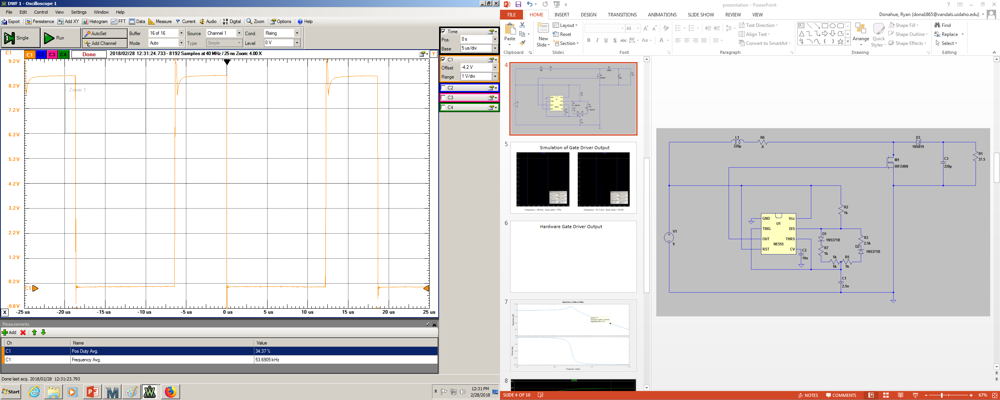 DWF 1 - Oscilloscope 1
File Edit Control View Settings Window Help
Export Persistence Add XY Histogram FFT Data Measure Current Audio Digital Zoom Options Help
Single Run AutoSet Buffer 16 of 16 Source Channel 1 Cond. Rising
Add Channel Mode Auto Type Simple Level 0 V
C1 C1 C2 C3 C4 Done 2018/02/28 12:31:24.733 - 8192 Samples at 40 MHz / 25 ns Zoom: 4.00 X Y
9.2 V
8.2 V
Zoom 1
7.2 V
6.2 V
5.2 V
4.2 V
3.2 V
2.2 V
1.2 V
0.2 V
C1
-0.8 V
X -25 us -20 us -15 us -10 us -5 us 0 us 5 us 10 us 15 us 20 us 25 us
Time
Pos. 0 s
Base 5 us/div
C1
Offset -4.2 V
Range 1 V/div
C2
C3
C4
Measurements
Add
Ch Name Value
C1 Pos Duty Avg. 34.37 %
C1 Frequency Avg. 53.6905 kHz
Done last acq. 2018/02/28 12:31:23.793
Start
12:31 PM
2/28/2018
presentation - PowerPoint
FILE HOME INSERT DESIGN TRANSITIONS ANIMATIONS SLIDE SHOW REVIEW VIEW
Donahue, Ryan (dona1865@vandals.uidaho.edu)
Paste
New
Slide
Layout
Reset
Section
44
B I U S abc AV Aa A
Text Direction
Align Text
Convert to SmartArt
Arrange
Quick
Styles
Shape Fill
Shape Outline
Shape Effects
Find
Replace
Select
Clipboard Slides Font Paragraph Drawing Editing
4
5
Simulation of Gate Driver Output
Frequency = 48 kHz, Duty cycle = 72%
Frequency = 47.1 kHz, Duty cycle = 19.3%
6
Hardware Gate Driver Output
7
Frequency (rad/s)
8
L1
220µ
R6
.6
D3
1N5819
M1
IRFZ48N
C3
220µ
R1
37.5
R2
1k
GND Vcc
U1
TRIG DIS
OUT THRS
NE555
RST CV
V1
9
D1
1N5371B
R7
1k
R3
2.5k
D2
1N5371B
C2
10n
5k
5k
R5
1k
C1
2.5n
SLIDE 4 OF 10
NOTES COMMENTS 67%